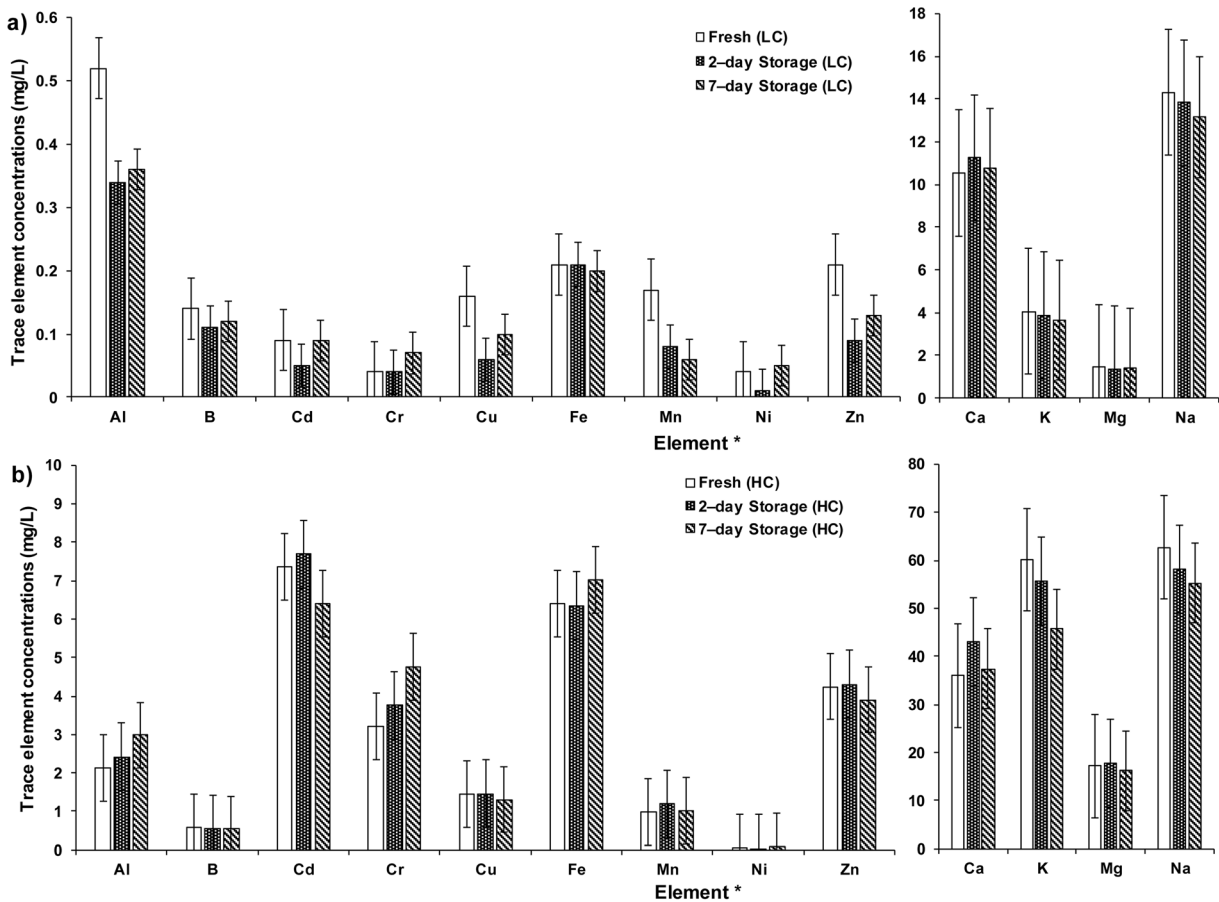 a)
Trace element concentrations (mg/L)
0.6
0.5
0.4
0.3
0.2
0.1
0
Fresh (LC)
2–day Storage (LC)
7–day Storage (LC)
Al B Cd Cr Cu Fe Mn Ni Zn
18
16
14
12
10
8
6
4
2
0
Ca K Mg Na
Element *
b)
Trace element concentrations (mg/L)
10
9
8
7
6
5
4
3
2
1
0
Fresh (HC)
2–day Storage (HC)
7–day Storage (HC)
Al B Cd Cr Cu Fe Mn Ni Zn
80
70
60
50
40
30
20
10
0
Ca K Mg Na
Element *